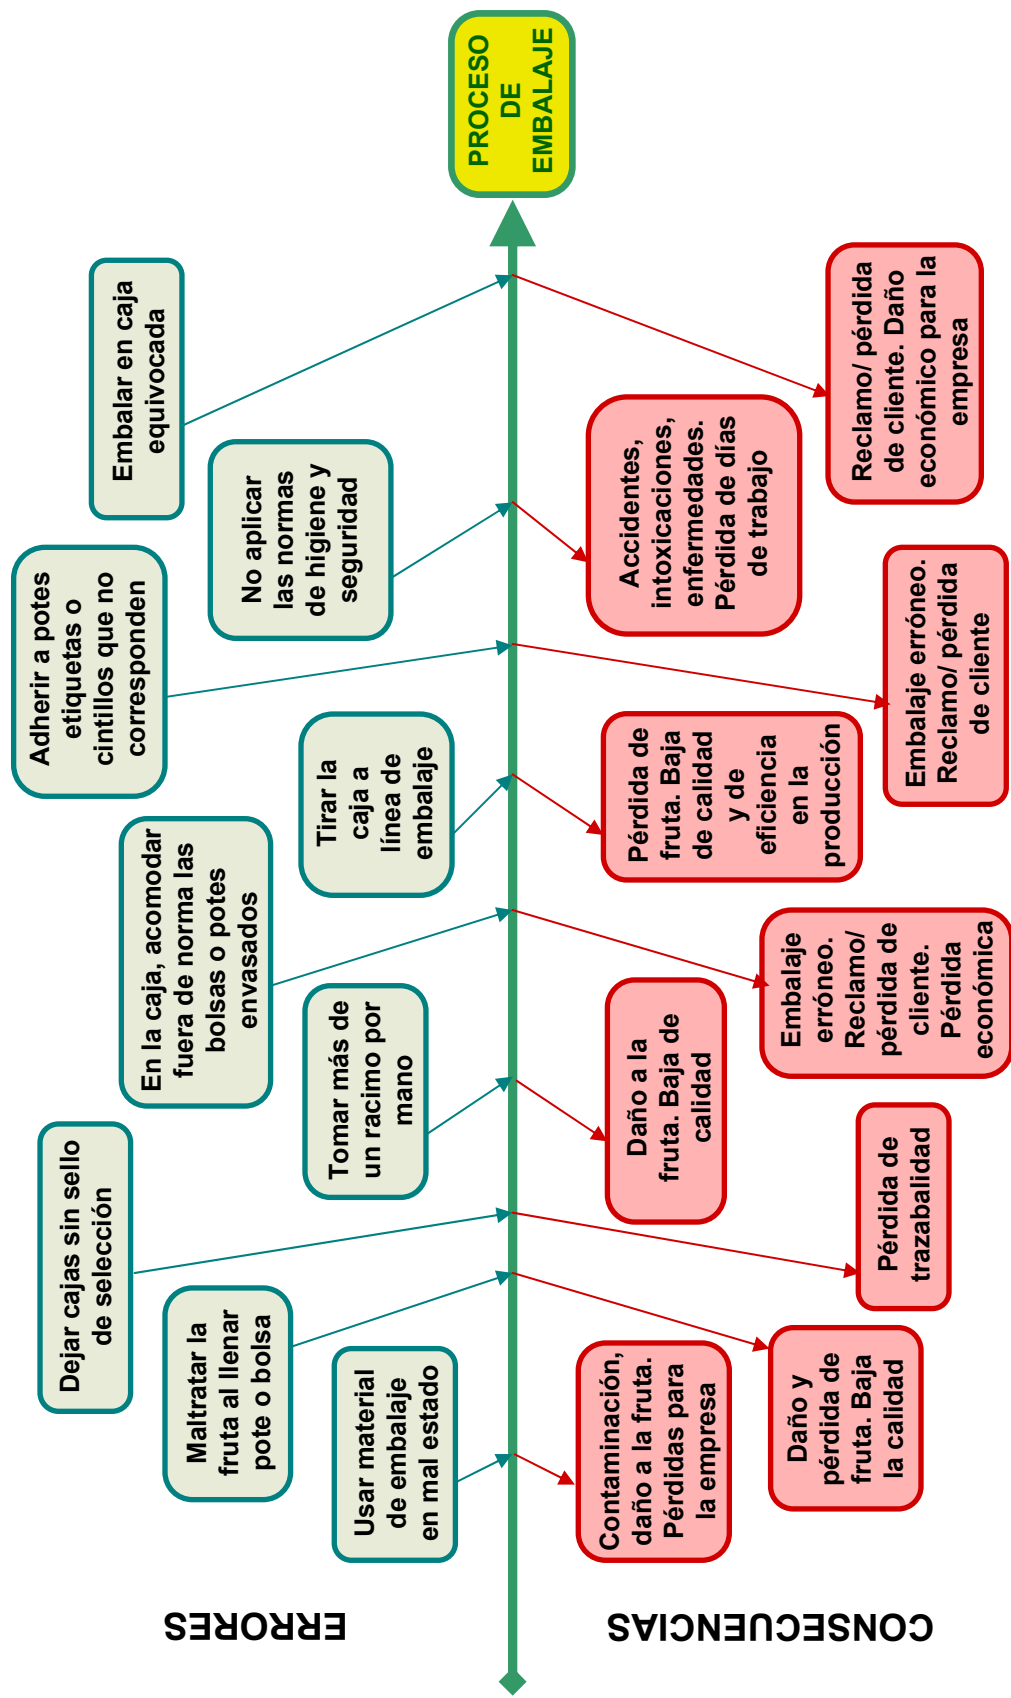 ERRORES
Usar material
de embalaje
en mal estado
Maltratar la
fruta al llenar
pote o bolsa
Dejar cajas sin sello
de selección
Tomar más de
un racimo por
mano
En la caja, acomodar
fuera de norma las
bolsas o potes
envasados
Tirar la
caja a
línea de
embalaje
Adherir a potes
etiquetas o
cintillos que no
corresponden
No aplicar
las normas
de higiene y
seguridad
Embalar en caja
equivocada
PROCESO
DE
EMBALAJE
CONSECUENCIAS
Contaminación,
daño a la fruta.
Pérdidas para
la empresa
Daño y
pérdida de
fruta. Baja
la calidad
Pérdida de
trazabalidad
Daño a la
fruta. Baja de
calidad
Embalaje
erróneo.
Reclamo/
pérdida de
cliente.
Pérdida
económica
Pérdida de
fruta. Baja
de calidad
y de
eficiencia
en la
producción
Embalaje erróneo.
Reclamo/ pérdida
de cliente
Accidentes,
intoxicaciones,
enfermedades.
Pérdida de días
de trabajo
Reclamo/ pérdida
de cliente. Daño
económico para la
empresa